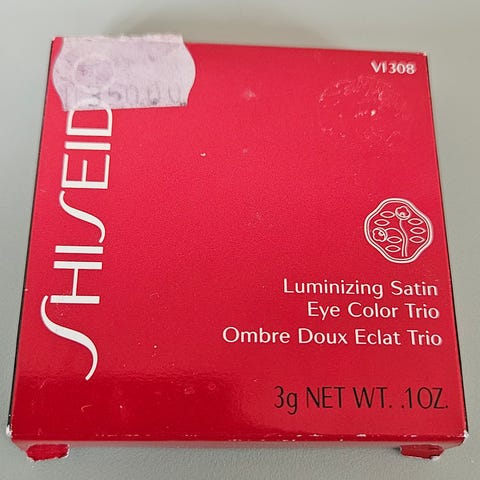 SHISEIDO
VI308
Luminizing Satin
Eye Color Trio
Ombre Doux Eclat Trio
3g NET WT. .1OZ.